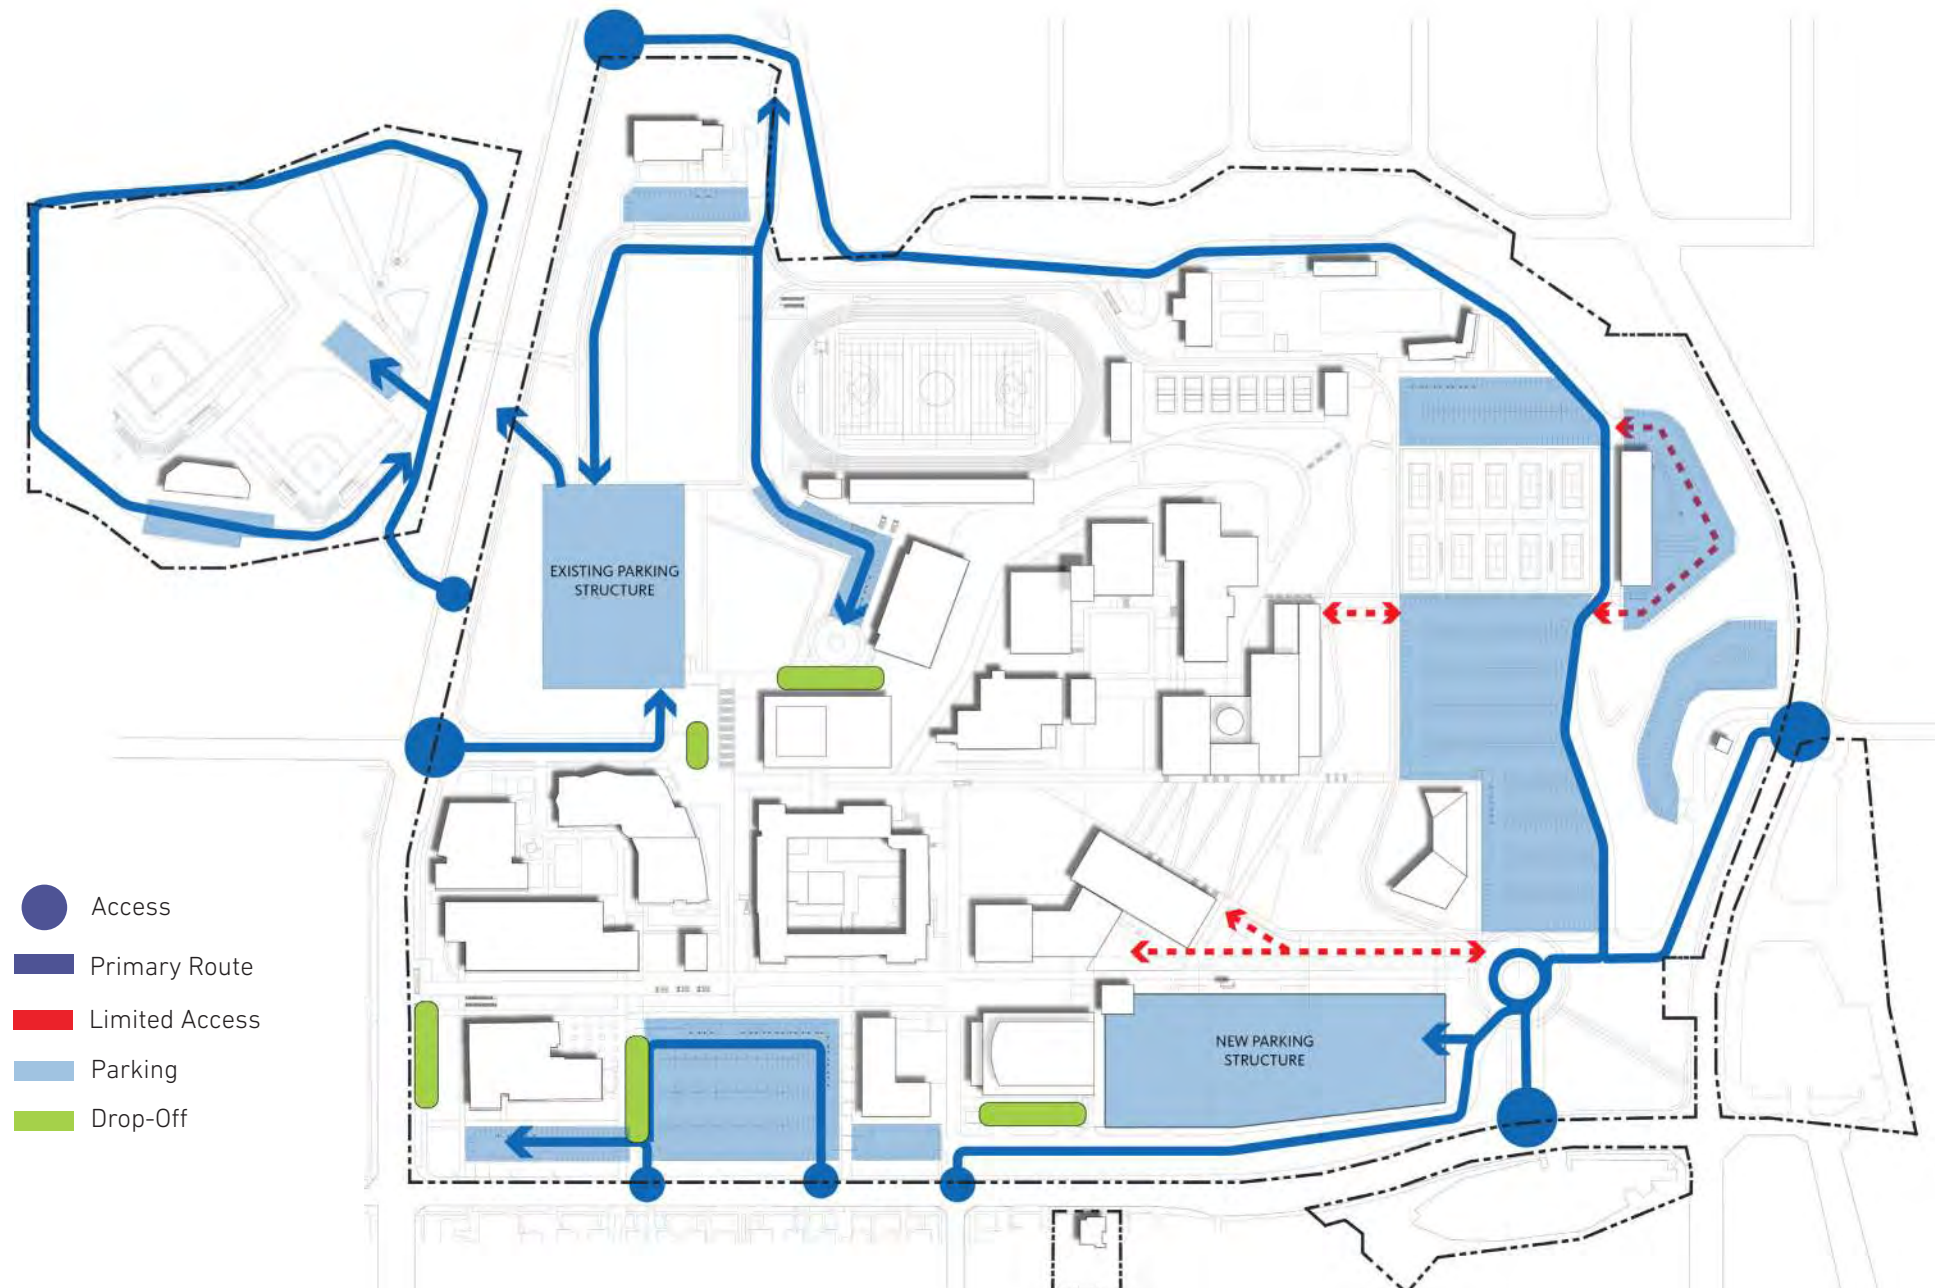 EXISTING PARKING
STRUCTURE
NEW PARKING
STRUCTURE
Access
Primary Route
Limited Access
Parking
Drop-Off